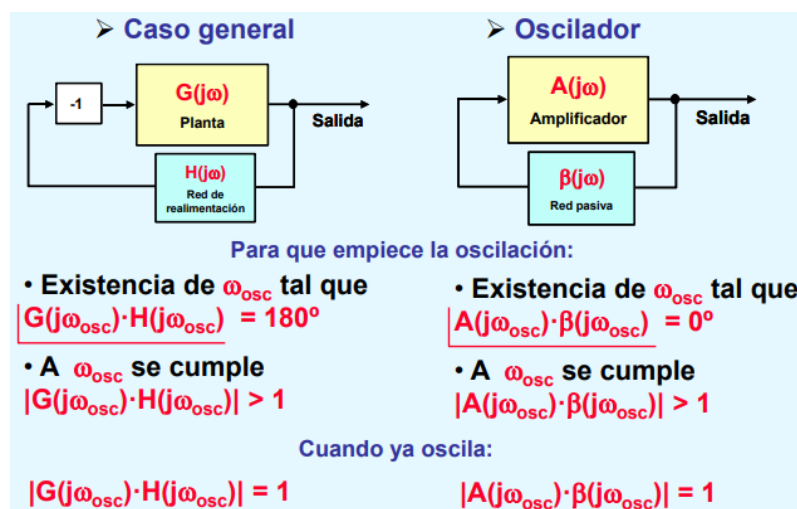 ➢ Caso general
-1
G(jω)
Planta
Salida
H(jω)
Red de
realimentación
➢ Oscilador
A(jω)
Amplificador
Salida
β(jω)
Red pasiva
Para que empiece la oscilación:
• Existencia de ωosc tal que
G(jωosc)·H(jωosc) = 180º
• A ωosc se cumple
|G(jωosc)·H(jωosc)| > 1
• Existencia de ωosc tal que
A(jωosc)·β(jωosc) = 0º
• A ωosc se cumple
|A(jωosc)·β(jωosc)| > 1
Cuando ya oscila:
|G(jωosc)·H(jωosc)| = 1
|A(jωosc)·β(jωosc)| = 1